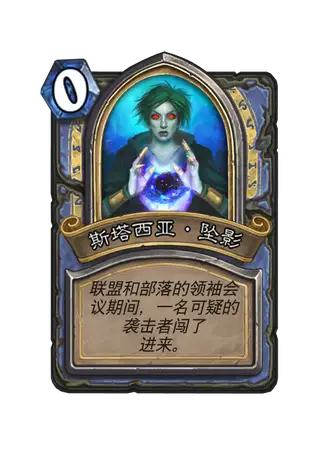 0
斯塔西亚·坠影
联盟和部落的领袖会
议期间，一名可疑的
袭击者闯了
进来。